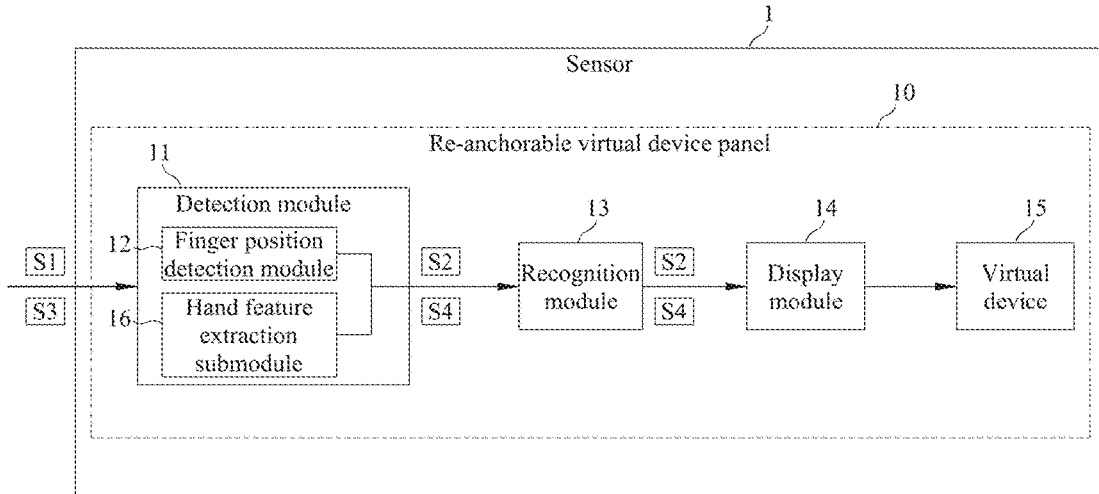 1
Sensor
10
Re-anchorable virtual device panel
11
Detection module
12
Finger position
detection module
16
Hand feature
extraction
submodule
S1
S3
S2
S4
13
Recognition
module
S2
S4
14
Display
module
15
Virtual
device